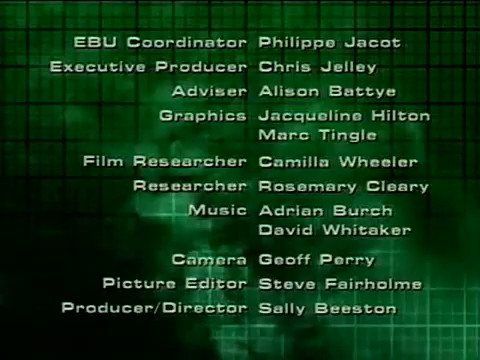 EBU Coordinator Philippe Jacot
Executive Producer Chris Jelley
Adviser Alison Battye
Graphics Jacqueline Hilton
Marc Tingle
Film Researcher Camilla Wheeler
Researcher Rosemary Cleary
Music Adrian Burch
David Whitaker
Camera Geoff Perry
Picture Editor Steve Fairholme
Producer/Director Sally Beeston